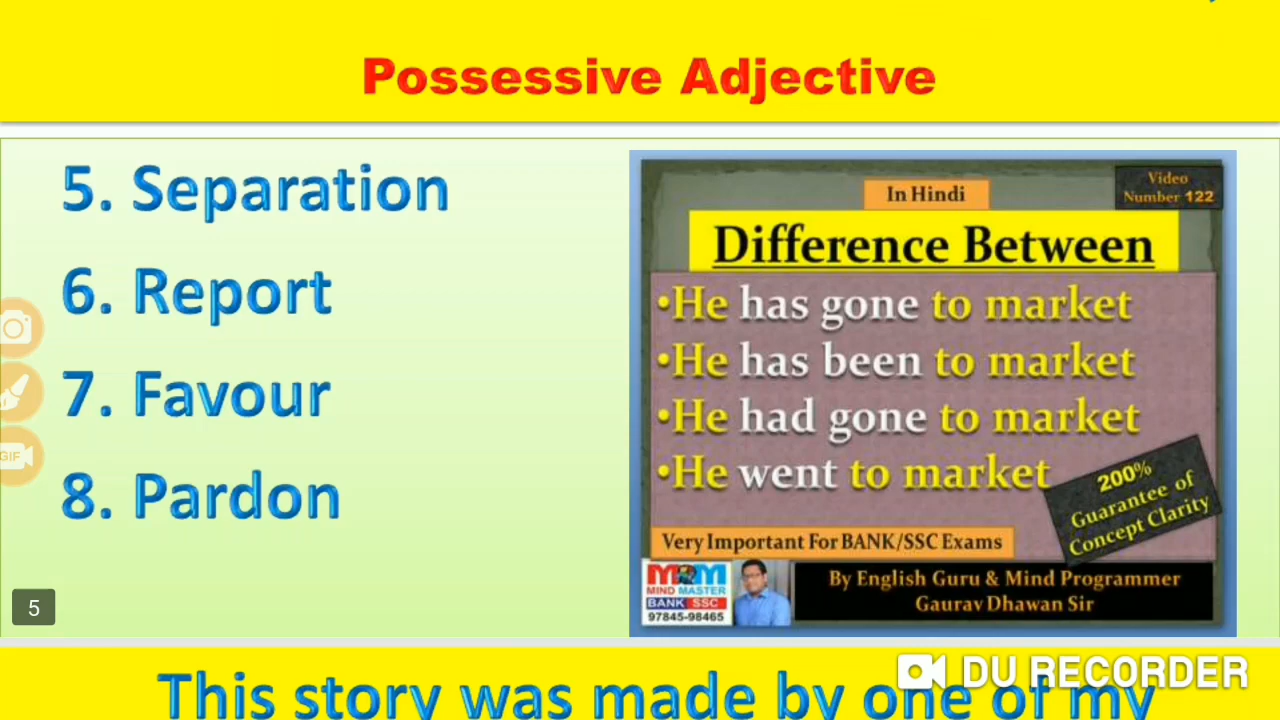 Possessive Adjective
5. Separation
6. Report
7. Favour
8. Pardon
In Hindi
Video
Number 122
Difference Between
•He has gone to market
•He has been to market
•He had gone to market
•He went to market
200%
Guarantee of
Concept Clarity
Very Important For BANK/SSC Exams
MM
MIND MASTER
BANK SSC
97845-98465
By English Guru & Mind Programmer
Gaurav Dhawan Sir
GIF
5
This story was made by one of my
DU RECORDER